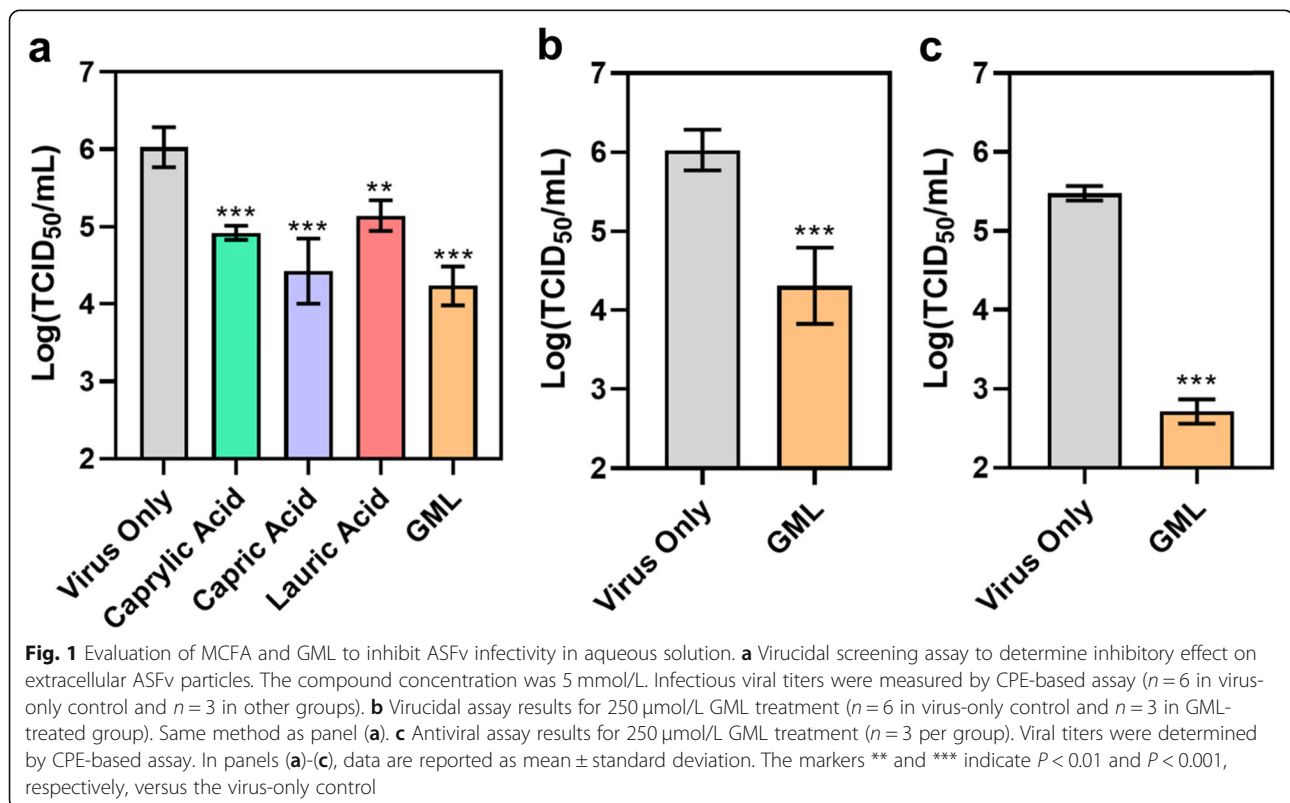 a
b
c
7
6
5
4
3
2
Log(TCID50/mL)
***
***
**
***
Virus Only
Caprylic Acid
Capric Acid
Lauric Acid
GML
7
6
5
4
3
2
Log(TCID50/mL)
***
Virus Only
GML
7
6
5
4
3
2
Log(TCID50/mL)
***
Virus Only
GML
Fig. 1 Evaluation of MCFA and GML to inhibit ASFv infectivity in aqueous solution. a Virucidal screening assay to determine inhibitory effect on
extracellular ASFv particles. The compound concentration was 5 mmol/L. Infectious viral titers were measured by CPE-based assay (n = 6 in virus-
only control and n = 3 in other groups). b Virucidal assay results for 250 μmol/L GML treatment (n = 6 in virus-only control and n = 3 in GML-
treated group). Same method as panel (a). c Antiviral assay results for 250 μmol/L GML treatment (n = 3 per group). Viral titers were determined
by CPE-based assay. In panels (a)-(c), data are reported as mean ± standard deviation. The markers ** and *** indicate P < 0.01 and P < 0.001,
respectively, versus the virus-only control